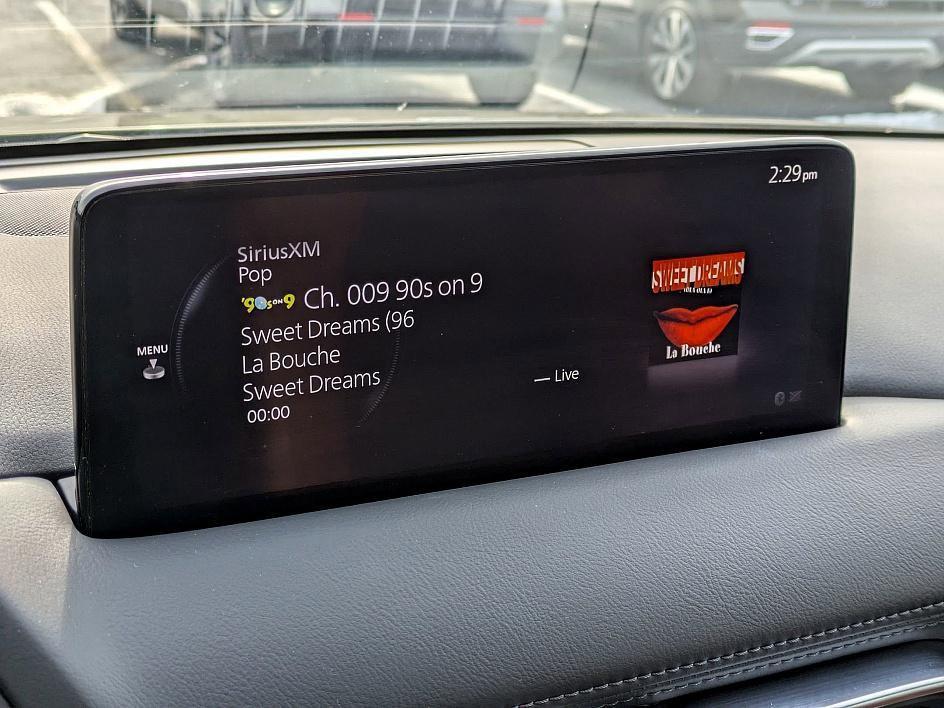 2:29pm
SiriusXM
Pop
'90s ON 9 Ch. 009 90s on 9
Sweet Dreams (96
La Bouche
Sweet Dreams
00:00
MENU
Live
SWEET DREAMS
La Bouche